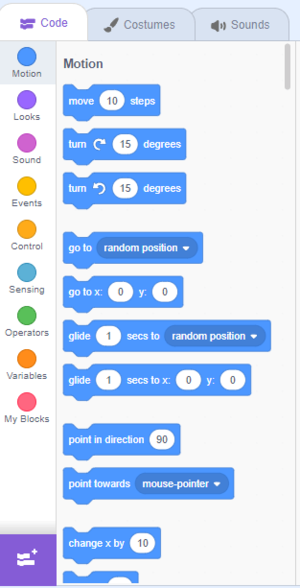 Code Costumes Sounds
Motion
Looks
Sound
Events
Control
Sensing
Operators
Variables
My Blocks
Motion
move 10 steps
turn 15 degrees
turn 15 degrees
go to random position
go to x: 0 y: 0
glide 1 secs to random position
glide 1 secs to x: 0 y: 0
point in direction 90
point towards mouse-pointer
change x by 10